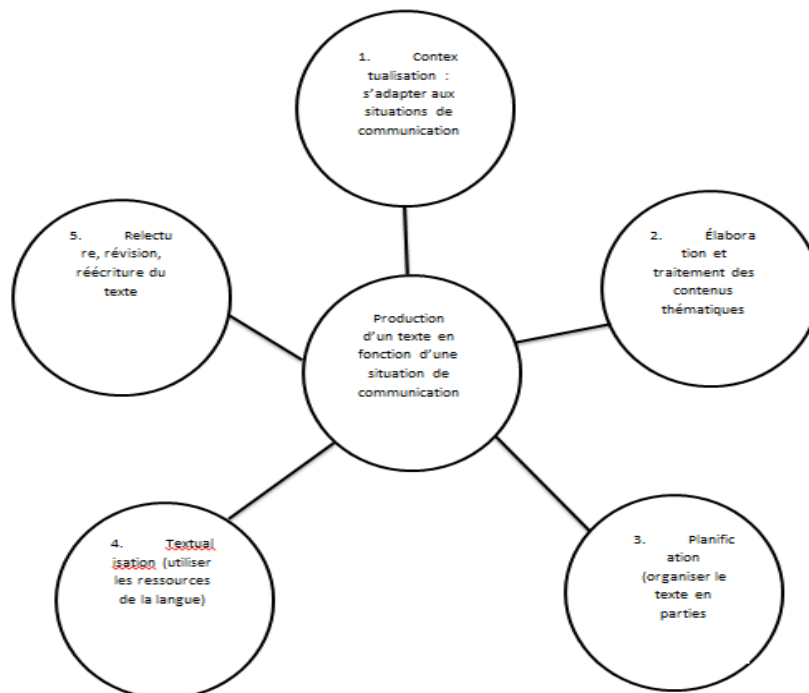 1. Contex
tualisation :
s'adapter aux
situations de
communication
5. Relectu
re, révision,
réécriture du
texte
2. Élabora
tion et
traitement des
contenus
thématiques
Production
d'un texte en
fonction d'une
situation de
communication
4. Textual
isation (utiliser
les ressources
de la langue)
3. Planific
ation
(organiser le
texte en
parties